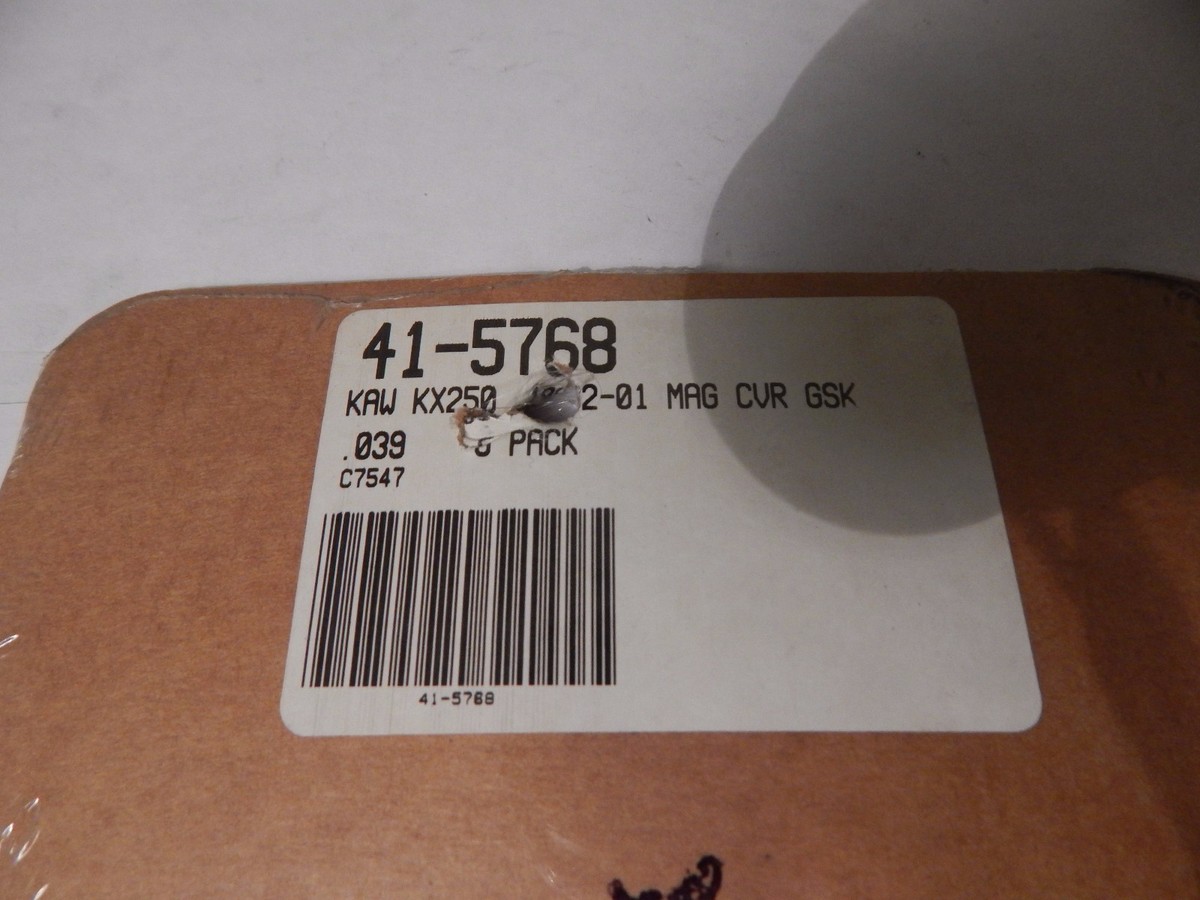 41-5768
KAW KX250 2-01 MAG CVR GSK
.039 PACK
C7547
41-5768